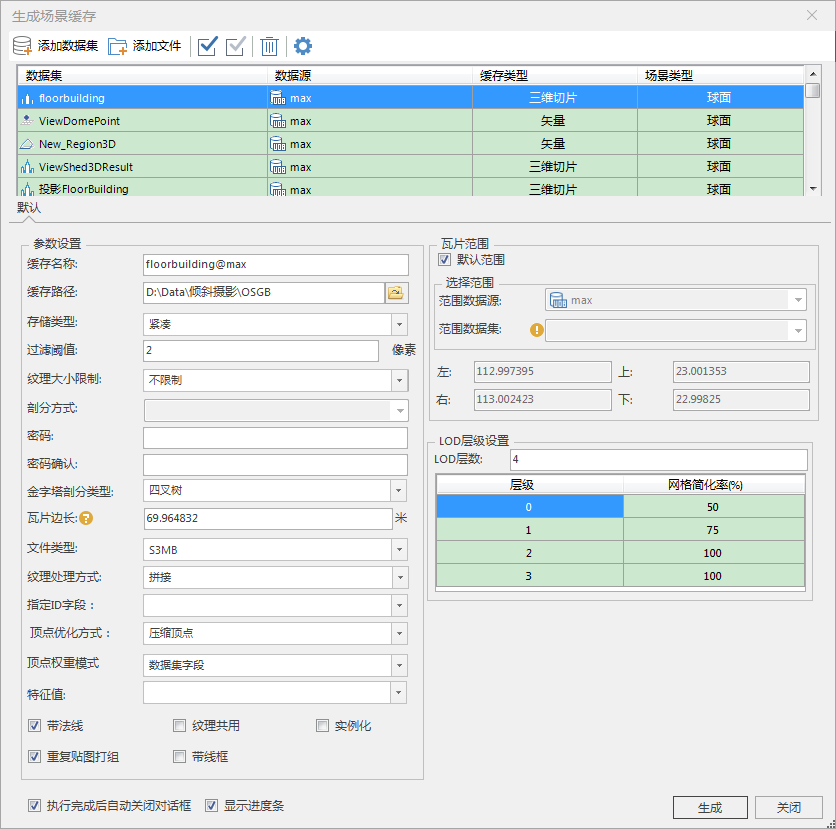 生成场景缓存
添加数据集 添加文件
数据集 数据源 缓存类型 场景类型
floorbuilding max 三维切片 球面
ViewDomePoint max 矢量 球面
New_Region3D max 矢量 球面
ViewShed3DResult max 三维切片 球面
投影FloorBuilding max 三维切片 球面
默认
参数设置
缓存名称: floorbuilding@max
缓存路径: D:\Data\倾斜摄影\OSGB
存储类型: 紧凑
过滤阈值: 2 像素
纹理大小限制: 不限制
剖分方式:
密码:
密码确认:
金字塔剖分类型: 四叉树
瓦片边长: 69.964832 米
文件类型: S3MB
纹理处理方式: 拼接
指定ID字段：
顶点优化方式： 压缩顶点
顶点权重模式 数据集字段
特征值:
带法线 纹理共用 实例化
重复贴图打组 带线框
瓦片范围
默认范围
选择范围
范围数据源: max
范围数据集:
左: 112.997395 上: 23.001353
右: 113.002423 下: 22.99825
LOD层级设置
LOD层数: 4
层级 网格简化率(%)
0 50
1 75
2 100
3 100
执行完成后自动关闭对话框 显示进度条
生成 关闭